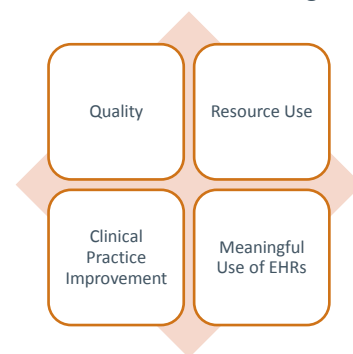 Quality
Resource Use
Clinical
Practice
Improvement
Meaningful
Use of EHRs